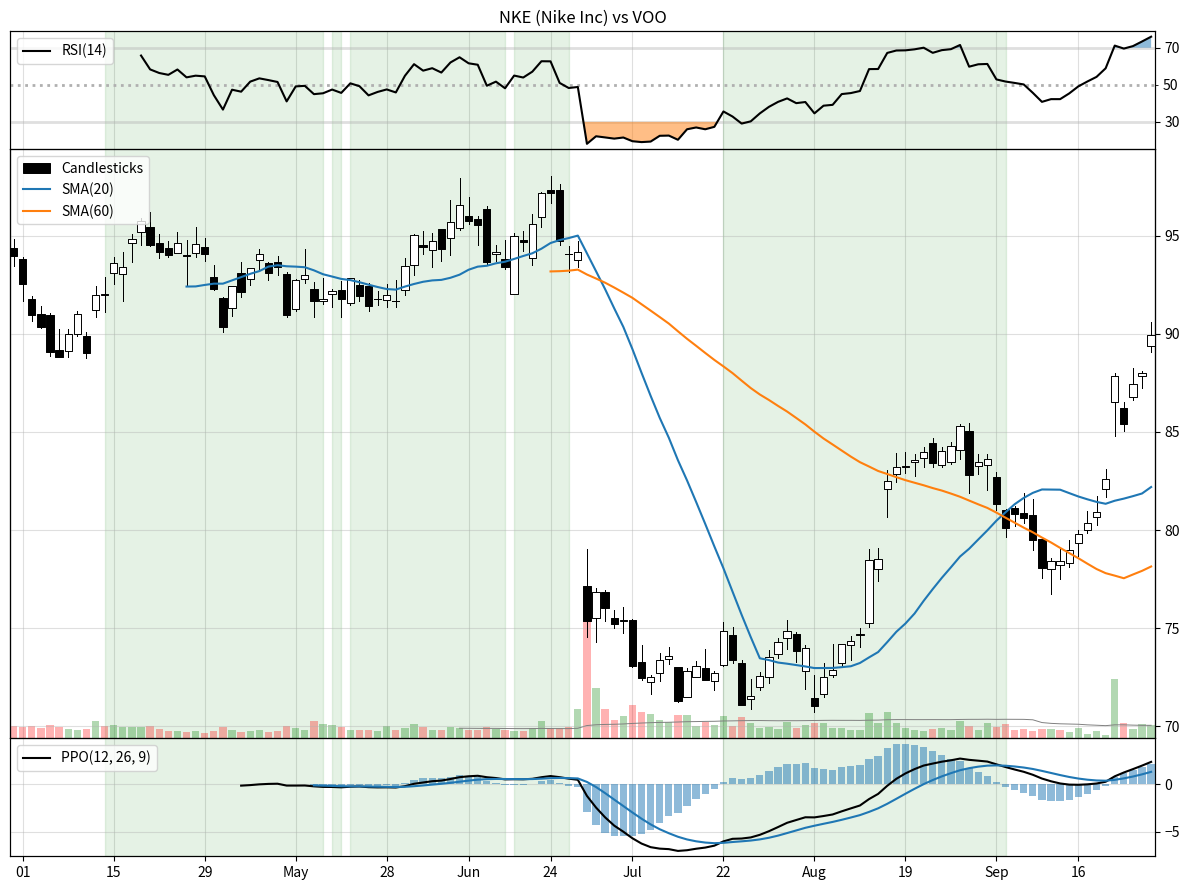 NKE (Nike Inc) vs VOO
RSI(14)
70
50
30
Candlesticks
SMA(20)
SMA(60)
95
90
85
80
75
70
PPO(12, 26, 9)
0
−5
01 15 29 May 28 Jun 24 Jul 22 Aug 19 Sep 16